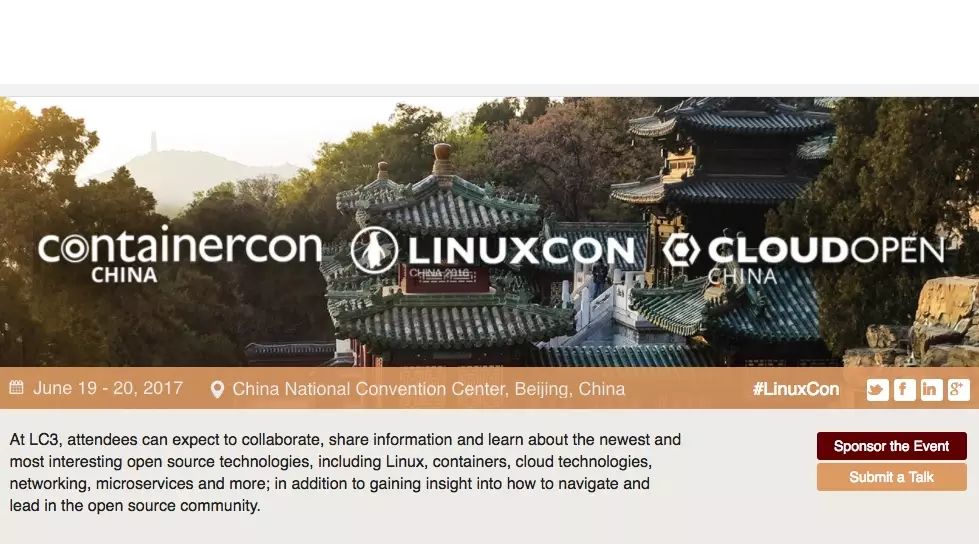 containercon
CHINA
LINUXCON
CHINA 2016
CLOUDOPEN
CHINA
June 19 - 20, 2017
China National Convention Center, Beijing, China
#LinuxCon
At LC3, attendees can expect to collaborate, share information and learn about the newest and
most interesting open source technologies, including Linux, containers, cloud technologies,
networking, microservices and more; in addition to gaining insight into how to navigate and
lead in the open source community.
Sponsor the Event
Submit a Talk